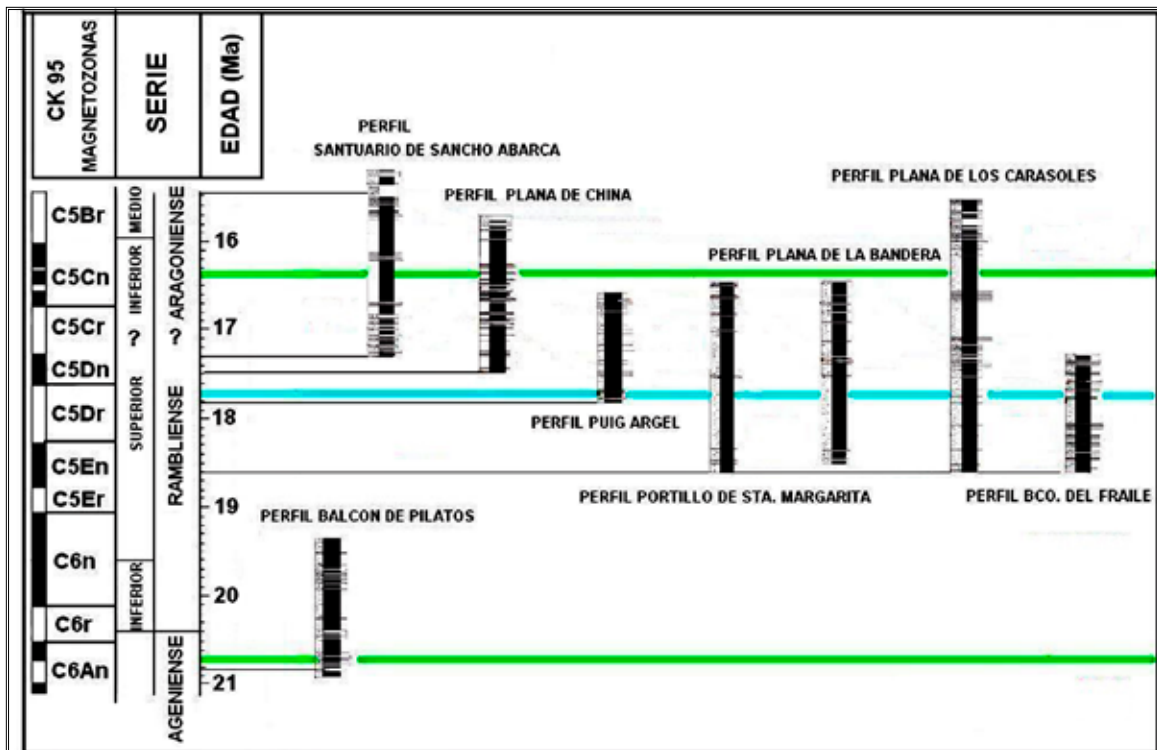 CK 95
MAGNETOZONAS
SERIE
EDAD (Ma)
C5Br
C5Cn
C5Cr
C5Dn
C5Dr
C5En
C5Er
C6n
C6r
C6An
MEDIO
INFERIOR
?
SUPERIOR
INFERIOR
ARAGONIENSE
?
RAMBLIENSE
AGENIENSE
16
17
18
19
20
21
PERFIL
SANTUARIO DE SANCHO ABARCA
PERFIL PLANA DE CHINA
PERFIL PLANA DE LOS CARASOLES
PERFIL PLANA DE LA BANDERA
PERFIL PUIG ARGEL
PERFIL PORTILLO DE STA. MARGARITA
PERFIL BCO. DEL FRAILE
PERFIL BALCON DE PILATOS